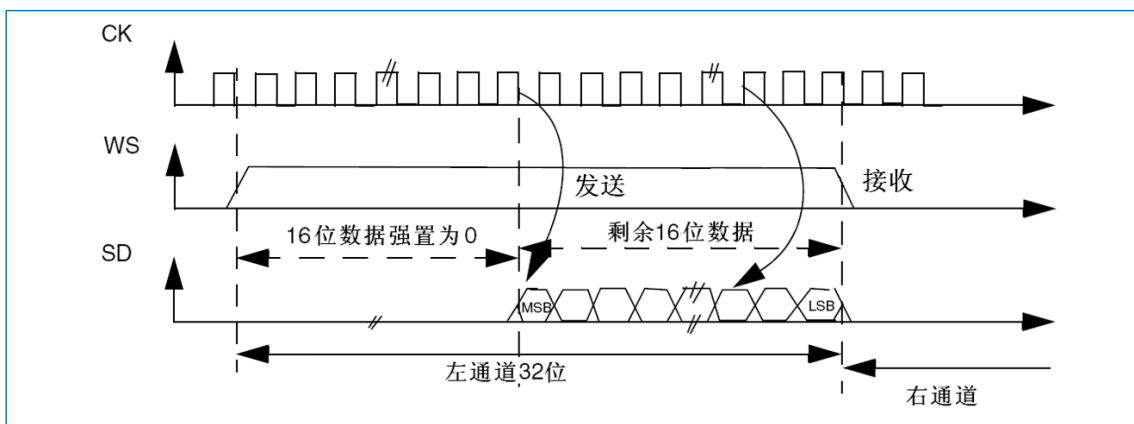 CK
WS
发送
接收
16位数据强置为0
剩余16位数据
SD
MSB
LSB
左通道32位
右通道